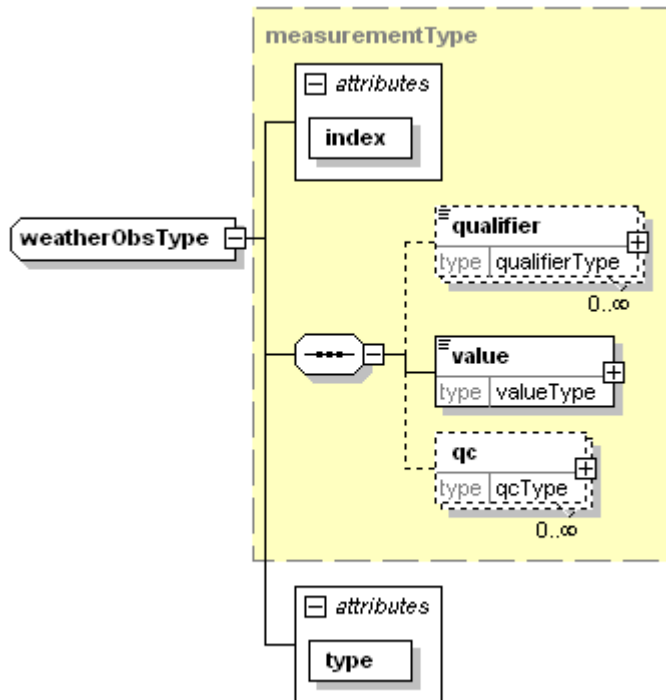 measurementType
attributes
index
weatherObsType
qualifier
type qualifierType
0..∞
value
type valueType
qc
type qcType
0..∞
attributes
type